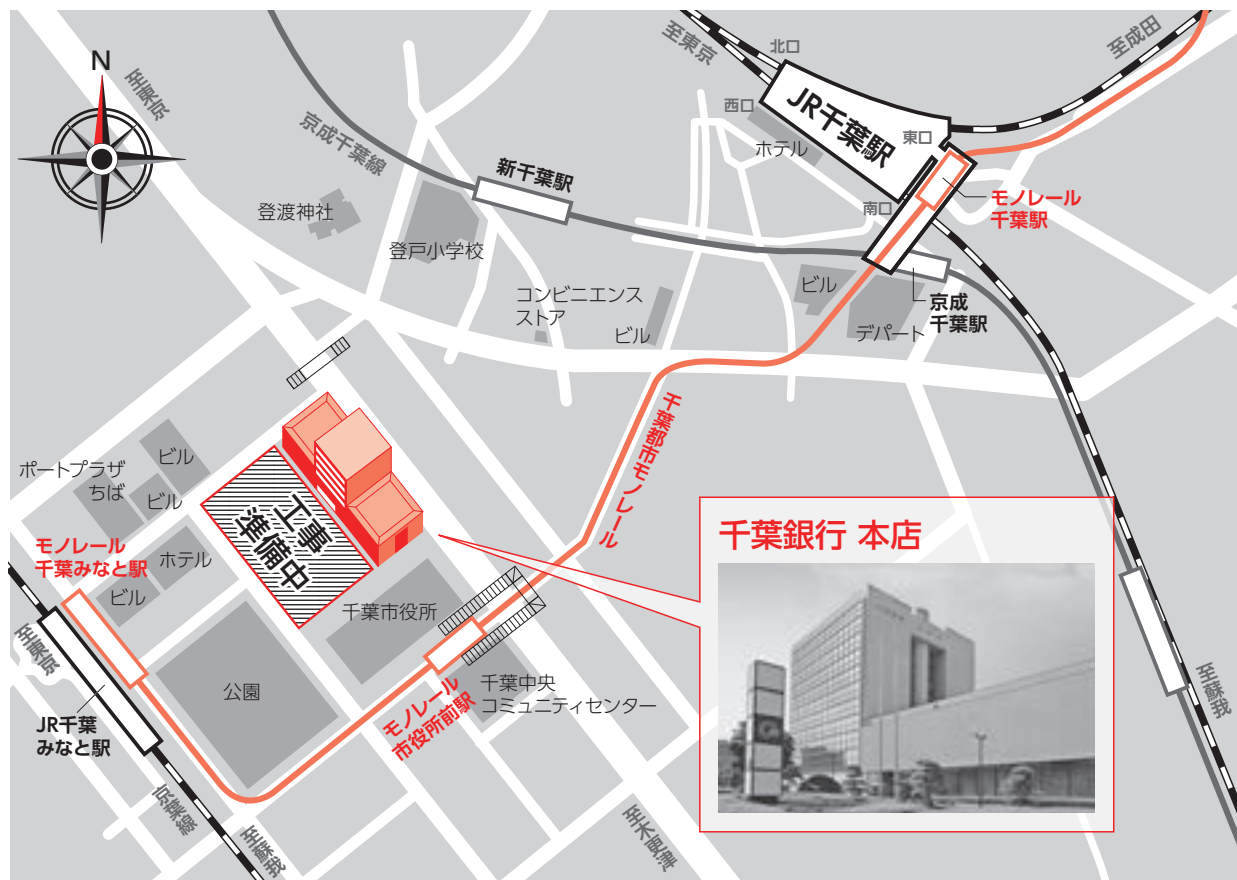 N
至東京
京成千葉線
至東京
北口
至成田
西口
JR千葉駅
東口
ホテル
新千葉駅
登渡神社
南口
モノレール
千葉駅
登戸小学校
コンビニエンス
ストア
ビル
ビル
京成
千葉駅
デパート
千葉都市モノレール
ポートプラザ
ちば
ビル
ビル
工事
準備中
千葉銀行 本店
モノレール
千葉みなと駅
ホテル
ビル
千葉市役所
至東京
公園
モノレール
市役所前駅
千葉中央
コミュニティセンター
JR千葉
みなと駅
至蘇我
京葉線
至蘇我
至木更津